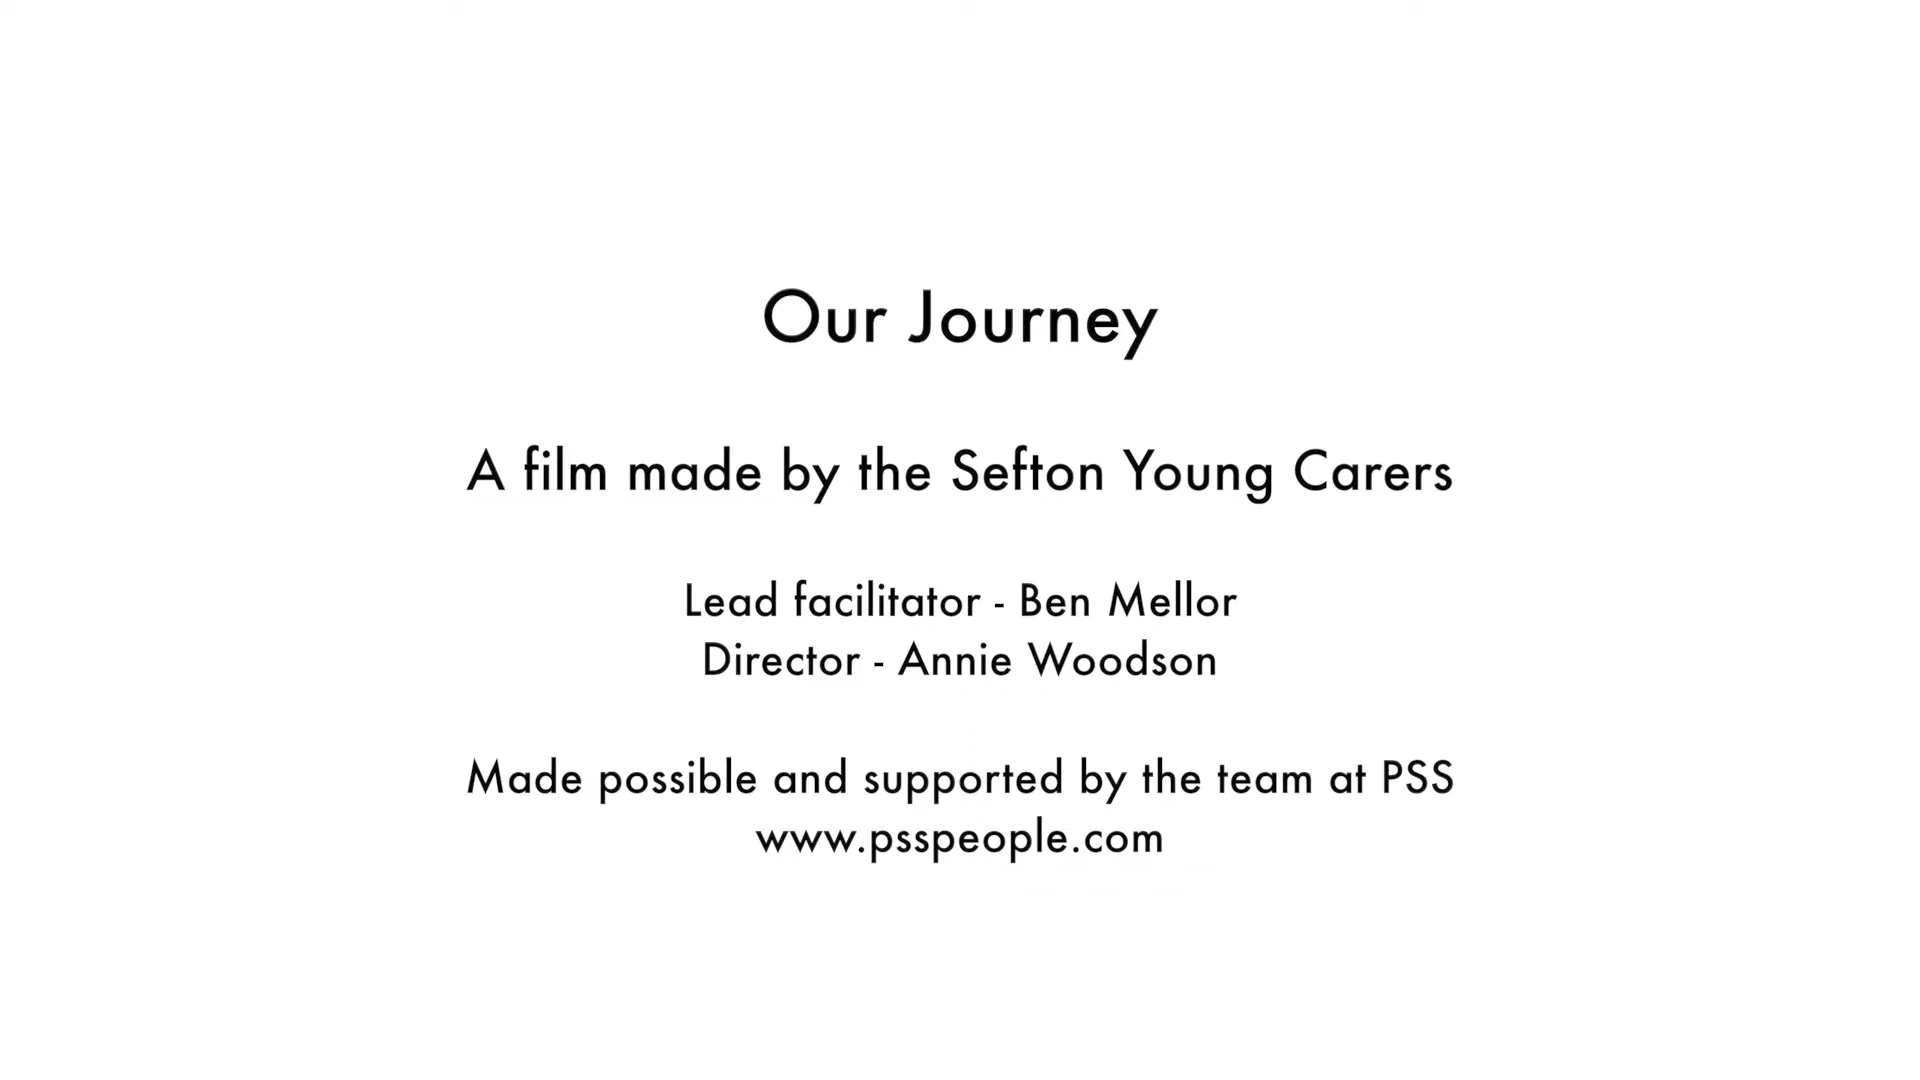 Our Journey
A film made by the Sefton Young Carers
Lead facilitator - Ben Mellor
Director - Annie Woodson
Made possible and supported by the team at PSS
www.psspeople.com